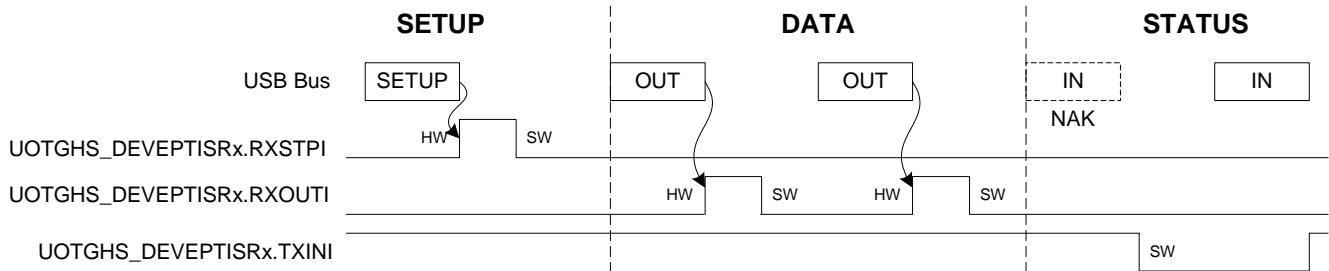 SETUP DATA STATUS
USB Bus SETUP OUT OUT IN IN
NAK
UOTGHS_DEVEPTISRx.RXSTPI HW SW
UOTGHS_DEVEPTISRx.RXOUTI HW SW HW SW
UOTGHS_DEVEPTISRx.TXINI SW